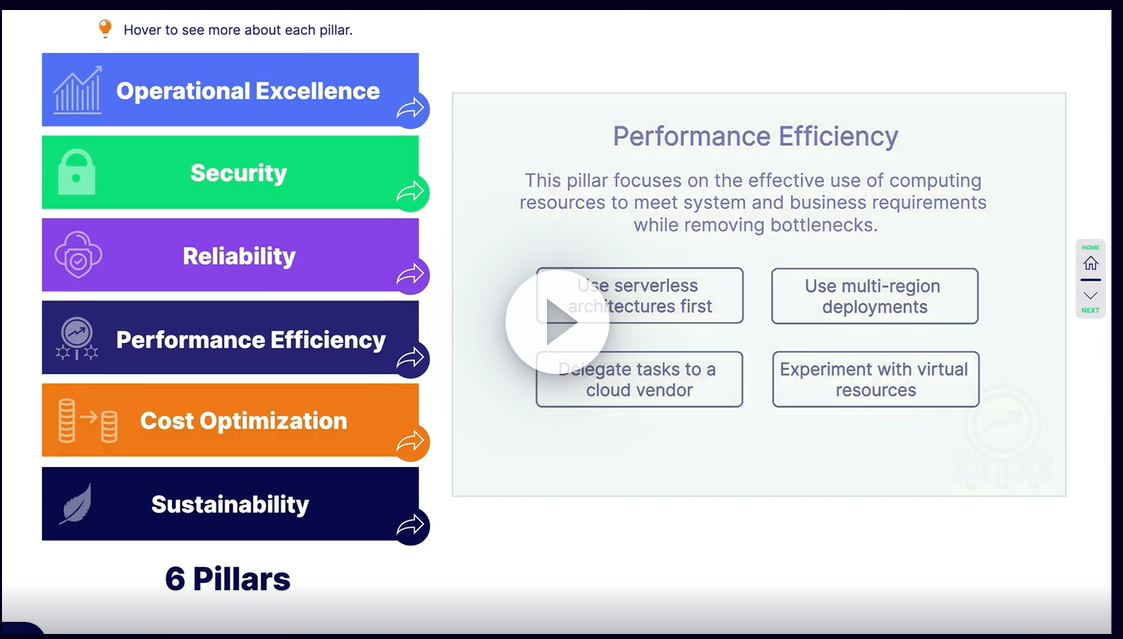 Hover to see more about each pillar.
Operational Excellence
Security
Reliability
Performance Efficiency
Cost Optimization
Sustainability
6 Pillars
Performance Efficiency
This pillar focuses on the effective use of computing
resources to meet system and business requirements
while removing bottlenecks.
Use serverless
architectures first
Use multi-region
deployments
Delegate tasks to a
cloud vendor
Experiment with virtual
resources
HOME
NEXT